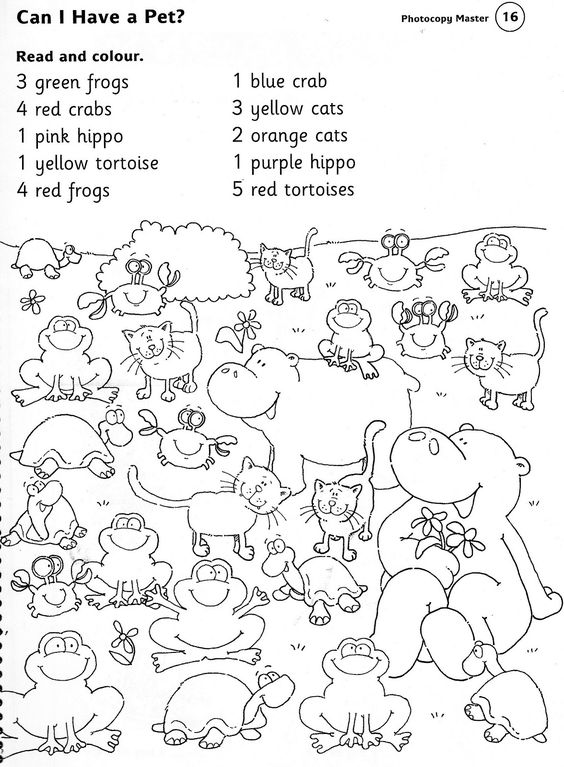 Can I Have a Pet?
Photocopy Master 16
Read and colour.
3 green frogs
4 red crabs
1 pink hippo
1 yellow tortoise
4 red frogs
1 blue crab
3 yellow cats
2 orange cats
1 purple hippo
5 red tortoises